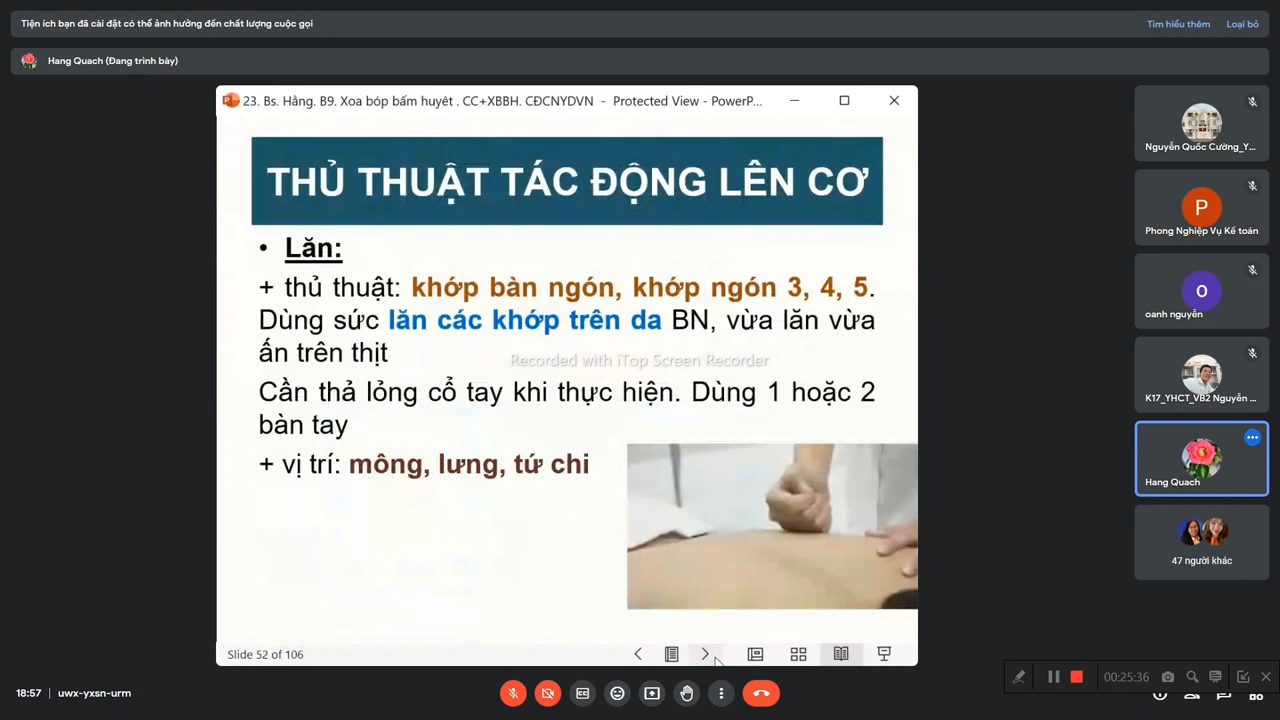 Tiện ích bạn đã cài đặt có thể ảnh hưởng đến chất lượng cuộc gọi
Tìm hiểu thêm
Loại bỏ
Hang Quach (Đang trình bày)
23. Bs. Hằng. B9. Xoa bóp bấm huyệt . CC+XBBH. CĐCNYDVN - Protected View - PowerP...
THỦ THUẬT TÁC ĐỘNG LÊN CƠ
• Lăn:
+ thủ thuật: khớp bàn ngón, khớp ngón 3, 4, 5.
Dùng sức lăn các khớp trên da BN, vừa lăn vừa
ấn trên thịt
Recorded with iTop Screen Recorder
Cần thả lỏng cổ tay khi thực hiện. Dùng 1 hoặc 2
bàn tay
+ vị trí: mông, lưng, tứ chi
Slide 52 of 106
Nguyễn Quốc Cường_Y...
P
Phong Nghiệp Vụ Kế toán
o
oanh nguyễn
K17_YHCT_VB2 Nguyễn ...
Hang Quach
47 người khác
18:57 | uwx-yxsn-urm
00:25:36